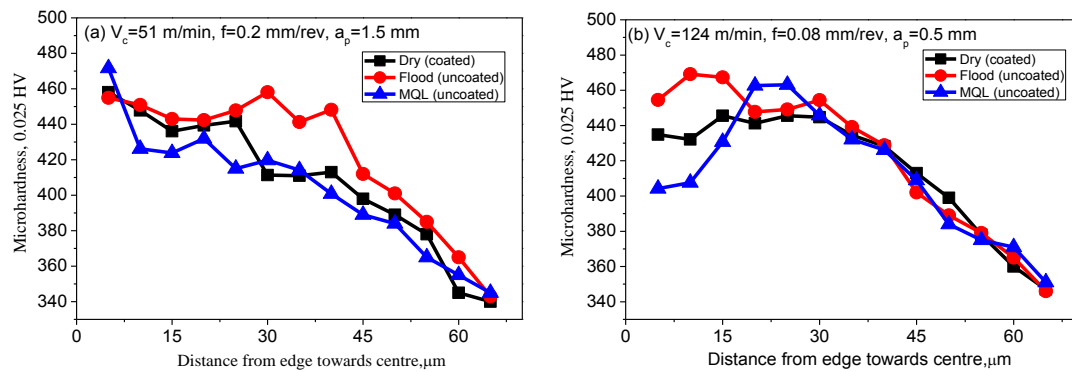 (a) V_c=51 m/min, f=0.2 mm/rev, a_p=1.5 mm
Dry (coated)
Flood (uncoated)
MQL (uncoated)
Microhardness, 0.025 HV
500
480
460
440
420
400
380
360
340
0
15
30
45
60
Distance from edge towards centre,μm
(b) V_c=124 m/min, f=0.08 mm/rev, a_p=0.5 mm
Dry (coated)
Flood (uncoated)
MQL (uncoated)
Microhardness, 0.025 HV
500
480
460
440
420
400
380
360
340
0
15
30
45
60
Distance from edge towards centre,μm